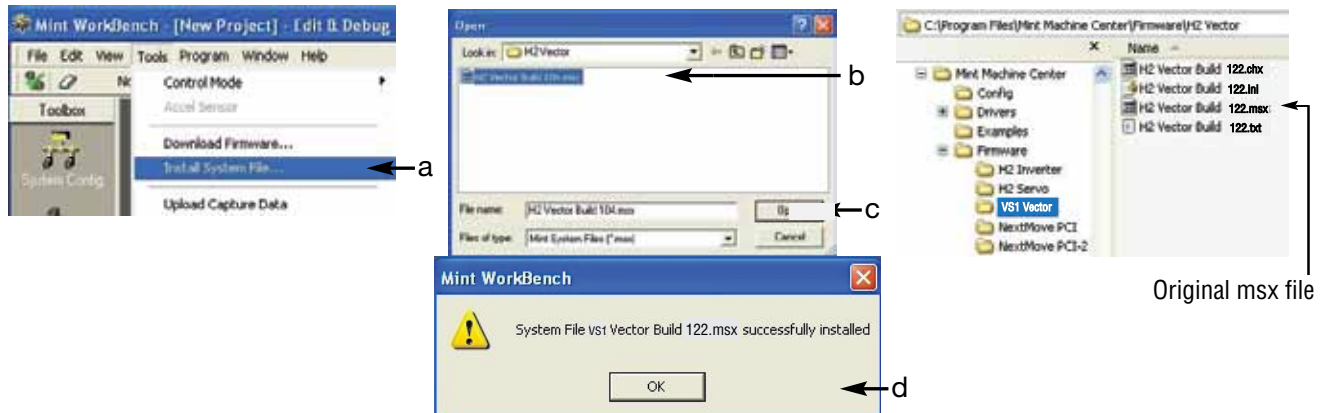 Mint WorkBench - [New Project] - Edit & Debug
File Edit View Tools Program Window Help
Control Mode
Toolbox
Accel Sensor
Download Firmware...
System Config
Install System File...
a
Upload Capture Data
Open
Look in: H2Vector
b
File name: H2 Vector Build 104.msx
c
Files of type: Mint System Files (*.msx)
Cancel
Mint WorkBench
System File VS1 Vector Build 122.msx successfully installed
OK
d
C:\Program Files\Mint Machine Center\Firmware\H2 Vector
x Name
Mint Machine Center
Config
Drivers
Examples
Firmware
H2 Inverter
H2 Servo
VS1 Vector
NextMove PCI
NextMove PCI-2
H2 Vector Build 122.chx
H2 Vector Build 122.ini
H2 Vector Build 122.msx
H2 Vector Build 122.txt
Original msx file